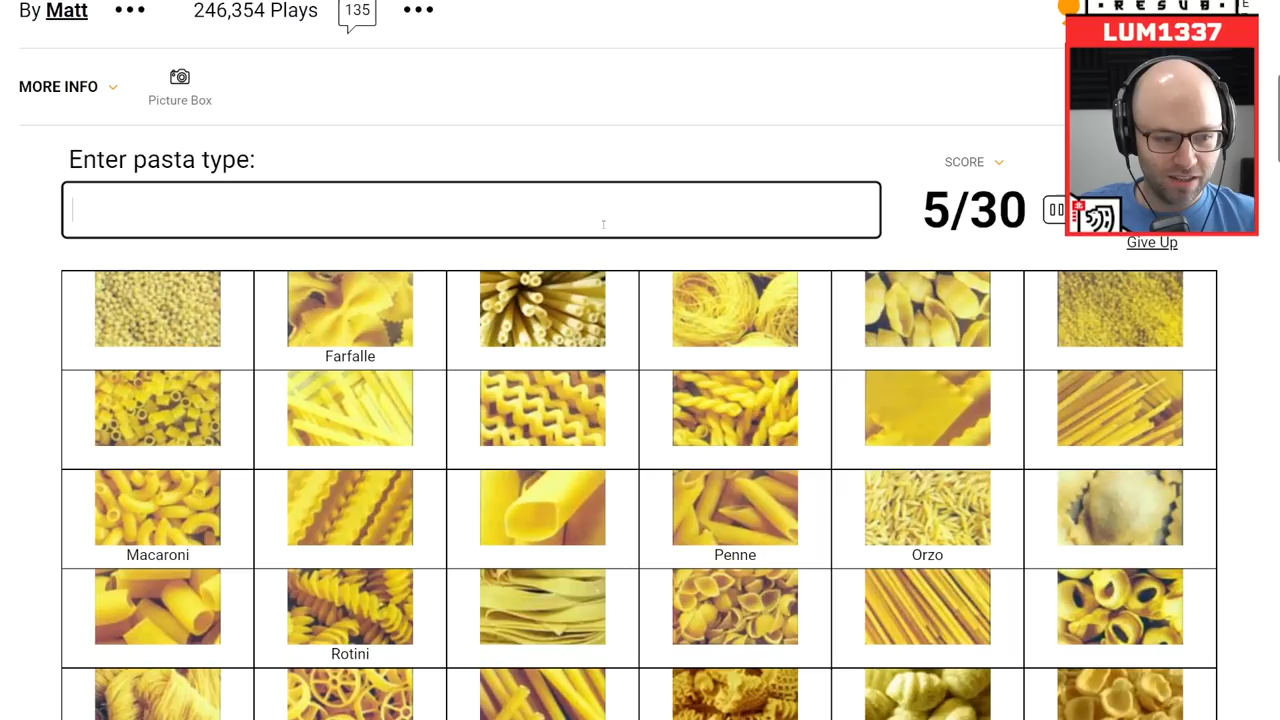 By Matt ••• 246,354 Plays 135 •••
• R E S U B •
E
LUM1337
MORE INFO
Picture Box
Enter pasta type:
SCORE
5/30
Give Up
Farfalle
Macaroni
Penne
Orzo
Rotini